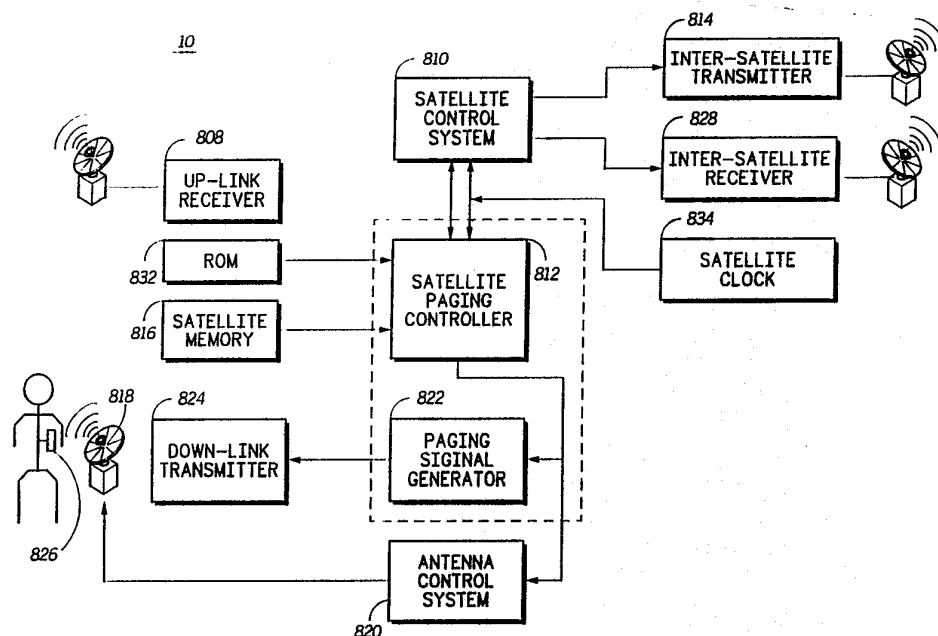 10
814
INTER-SATELLITE
TRANSMITTER
810
SATELLITE
CONTROL
SYSTEM
808
UP-LINK
RECEIVER
828
INTER-SATELLITE
RECEIVER
834
SATELLITE
CLOCK
ROM
832
812
SATELLITE
PAGING
CONTROLLER
816
SATELLITE
MEMORY
818
824
DOWN-LINK
TRANSMITTER
822
PAGING
SIGINAL
GENERATOR
826
ANTENNA
CONTROL
SYSTEM
820